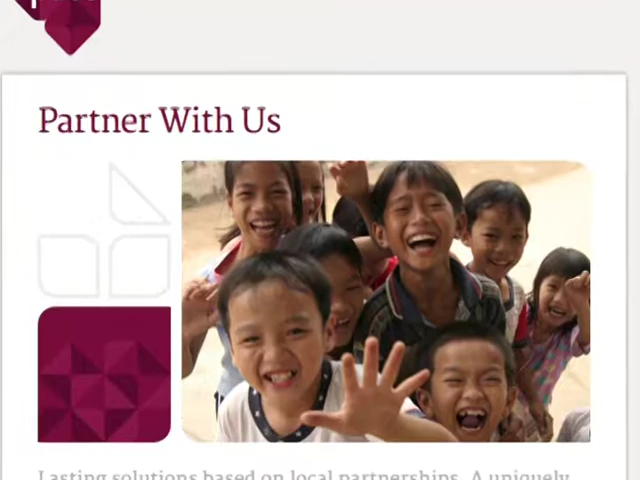 Partner With Us
Lasting solutions based on local partnerships. A uniquely